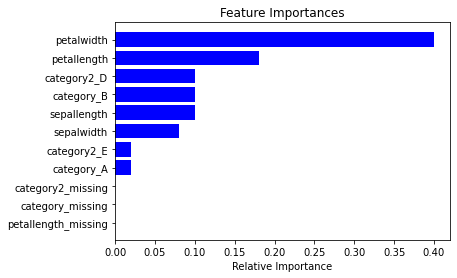 Feature Importances
petalwidth
petallength
category2_D
category_B
sepallength
sepalwidth
category2_E
category_A
category2_missing
category_missing
petallength_missing
0.00 0.05 0.10 0.15 0.20 0.25 0.30 0.35 0.40
Relative Importance